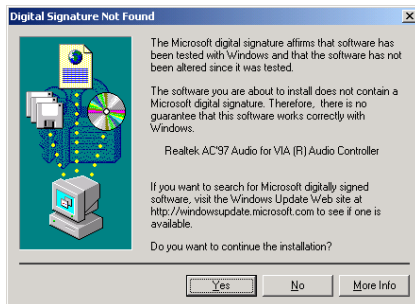 Digital Signature Not Found
The Microsoft digital signature affirms that software has
been tested with Windows and that the software has not
been altered since it was tested.
The software you are about to install does not contain a
Microsoft digital signature. Therefore, there is no
guarantee that this software works correctly with
Windows.
Realtek AC'97 Audio for VIA (R) Audio Controller
If you want to search for Microsoft digitally signed
software, visit the Windows Update Web site at
http://windowsupdate.microsoft.com to see if one is
available.
Do you want to continue the installation?
Yes No More Info